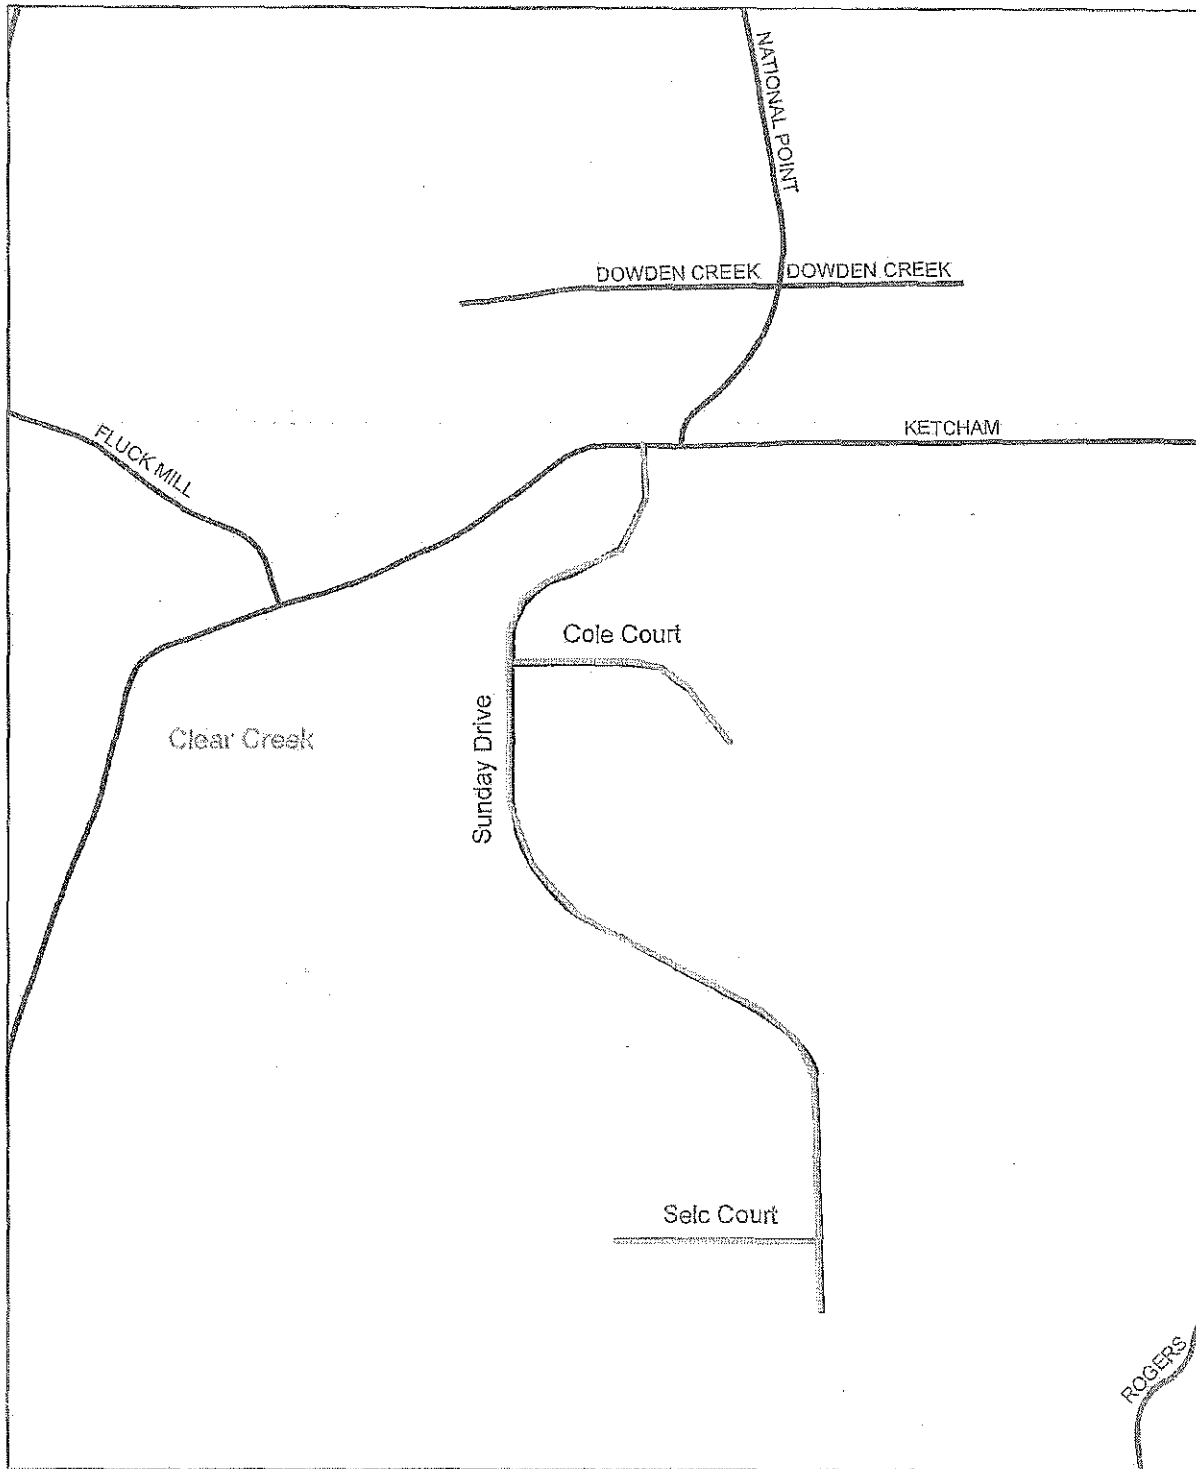 NATIONAL POINT
DOWDEN CREEK
DOWDEN CREEK
KETCHAM
FLUCK MILL
Cole Court
Sunday Drive
Clear Creek
Selc Court
ROGERS